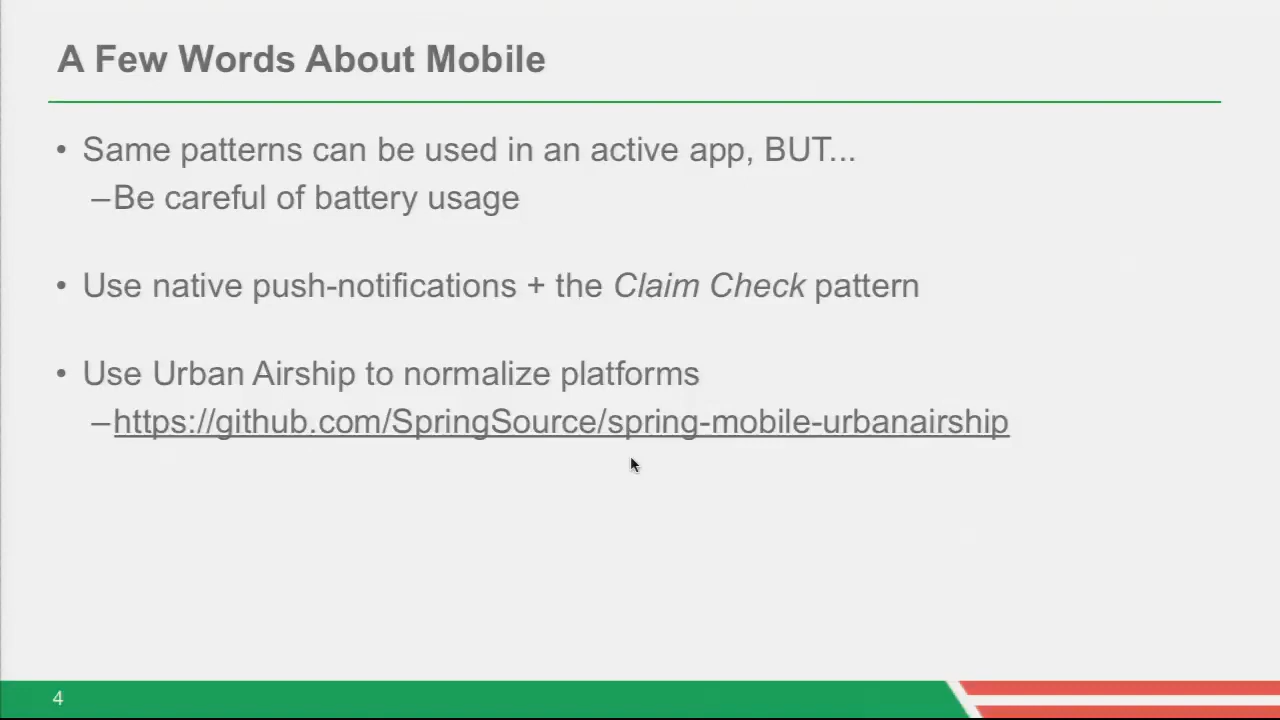 A Few Words About Mobile
• Same patterns can be used in an active app, BUT...
–Be careful of battery usage
• Use native push-notifications + the Claim Check pattern
• Use Urban Airship to normalize platforms
–https://github.com/SpringSource/spring-mobile-urbanairship
4